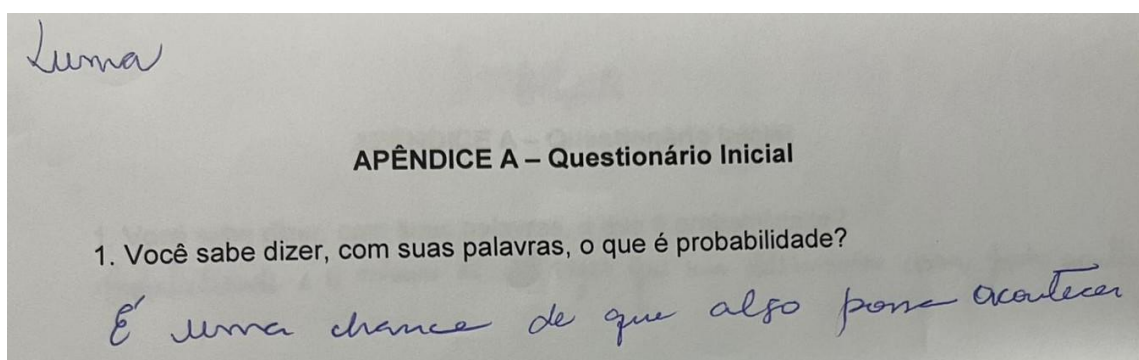 Luma
APÊNDICE A – Questionário Inicial
1. Você sabe dizer, com suas palavras, o que é probabilidade?
É uma chance de que algo possa acontecer